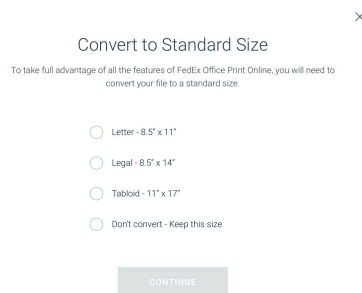 Convert to Standard Size
To take full advantage of all the features of FedEx Office Print Online, you will need to
convert your file to a standard size.
Letter - 8.5” x 11”
Legal - 8.5” x 14”
Tabloid - 11” x 17”
Don't convert - Keep this size
CONTINUE